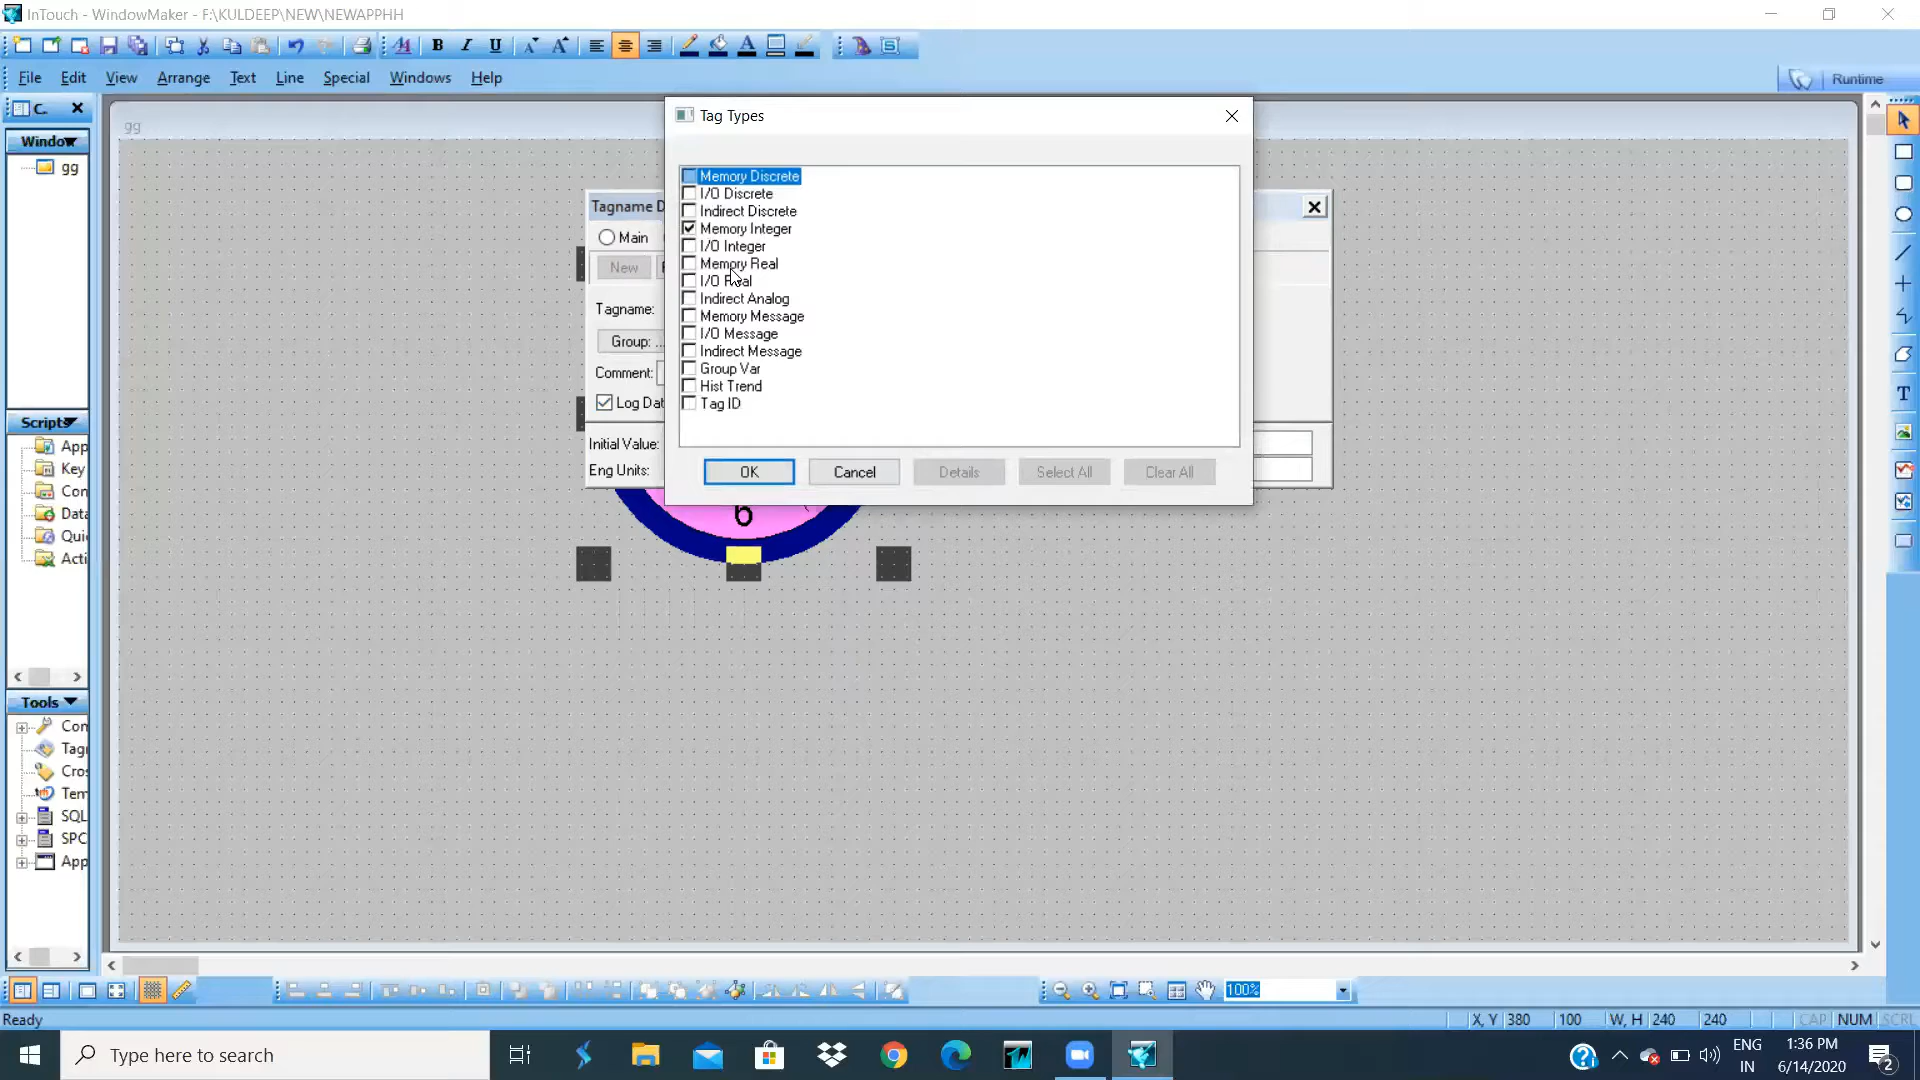 InTouch - WindowMaker - F:\KULDEEP\NEW\NEWAPPHH
B I U A A A
File Edit View Arrange Text Line Special Windows Help
Runtime
C.
Window
gg
Scripts
App
Key
Con
Data
Qui
Acti
Tools
Con
Tag
Cros
Tem
SQL
SPC
App
gg
Tagname D
Main
New
Tagname:
Group: ...
Comment:
Log Dat
Initial Value:
Eng Units:
Tag Types
Memory Discrete
I/O Discrete
Indirect Discrete
Memory Integer
I/O Integer
Memory Real
I/O Real
Indirect Analog
Memory Message
I/O Message
Indirect Message
Group Var
Hist Trend
Tag ID
OK Cancel Details Select All Clear All
6
T
100%
Ready
X, Y 380 100 W, H 240 240 CAP NUM SCRL
Type here to search
ENG
IN
1:36 PM
6/14/2020
2